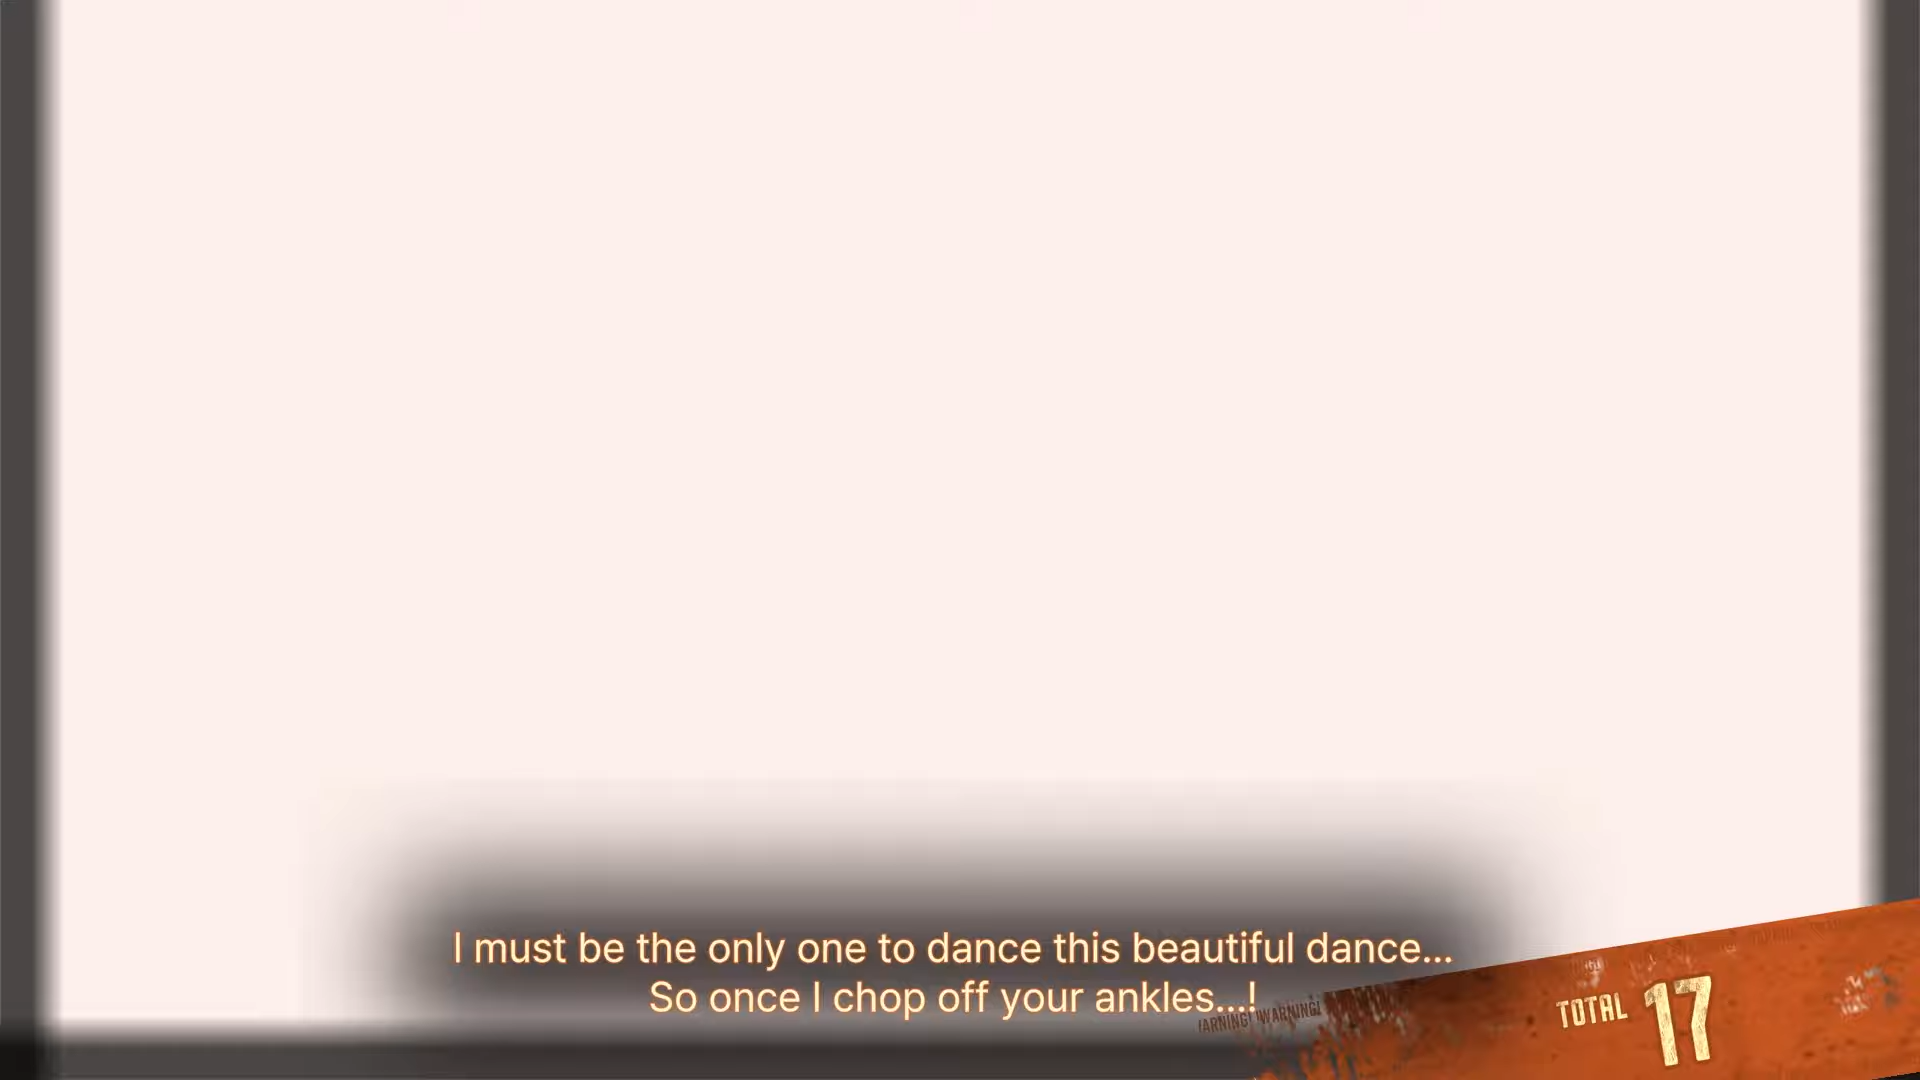 I must be the only one to dance this beautiful dance...
So once I chop off your ankles...!
WARNING! WARNING!
TOTAL 17